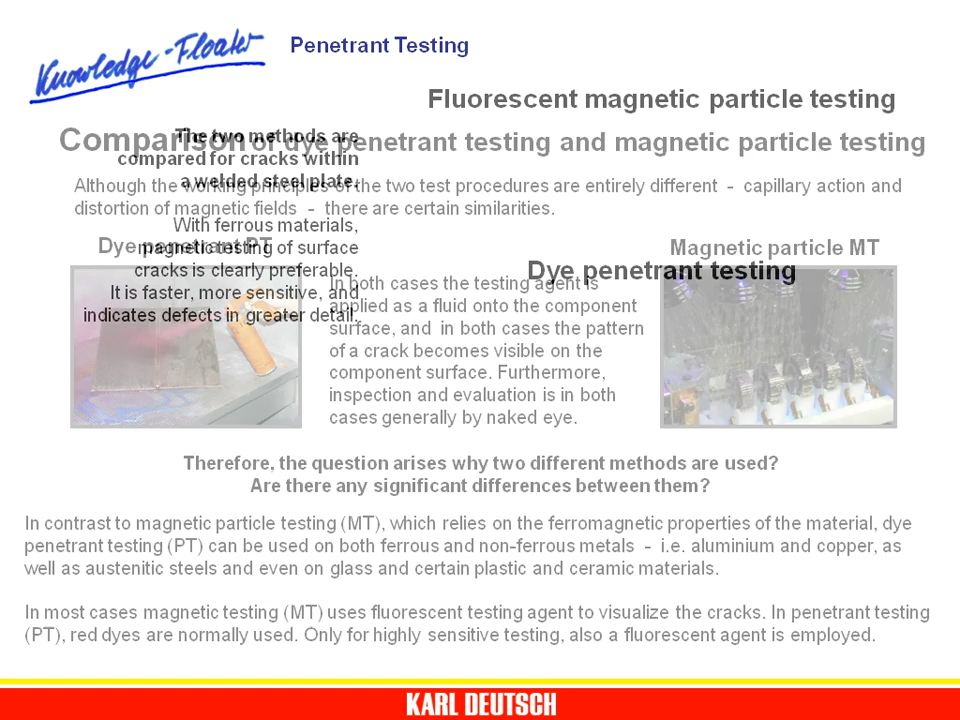 Knowledge-Floater
Penetrant Testing
Fluorescent magnetic particle testing
Comparison of dye penetrant testing and magnetic particle testing
The two methods are
compared for cracks within
a welded steel plate.
Although the working principles of the two test procedures are entirely different - capillary action and
distortion of magnetic fields - there are certain similarities.
With ferrous materials,
magnetic testing of surface
cracks is clearly preferable.
It is faster, more sensitive, and
indicates defects in greater detail.
Dye penetrant PT
Magnetic particle MT
Dye penetrant testing
In both cases the testing agent is
applied as a fluid onto the component
surface, and in both cases the pattern
of a crack becomes visible on the
component surface. Furthermore,
inspection and evaluation is in both
cases generally by naked eye.
Therefore, the question arises why two different methods are used?
Are there any significant differences between them?
In contrast to magnetic particle testing (MT), which relies on the ferromagnetic properties of the material, dye
penetrant testing (PT) can be used on both ferrous and non-ferrous metals - i.e. aluminium and copper, as
well as austenitic steels and even on glass and certain plastic and ceramic materials.
In most cases magnetic testing (MT) uses fluorescent testing agent to visualize the cracks. In penetrant testing
(PT), red dyes are normally used. Only for highly sensitive testing, also a fluorescent agent is employed.
KARL DEUTSCH